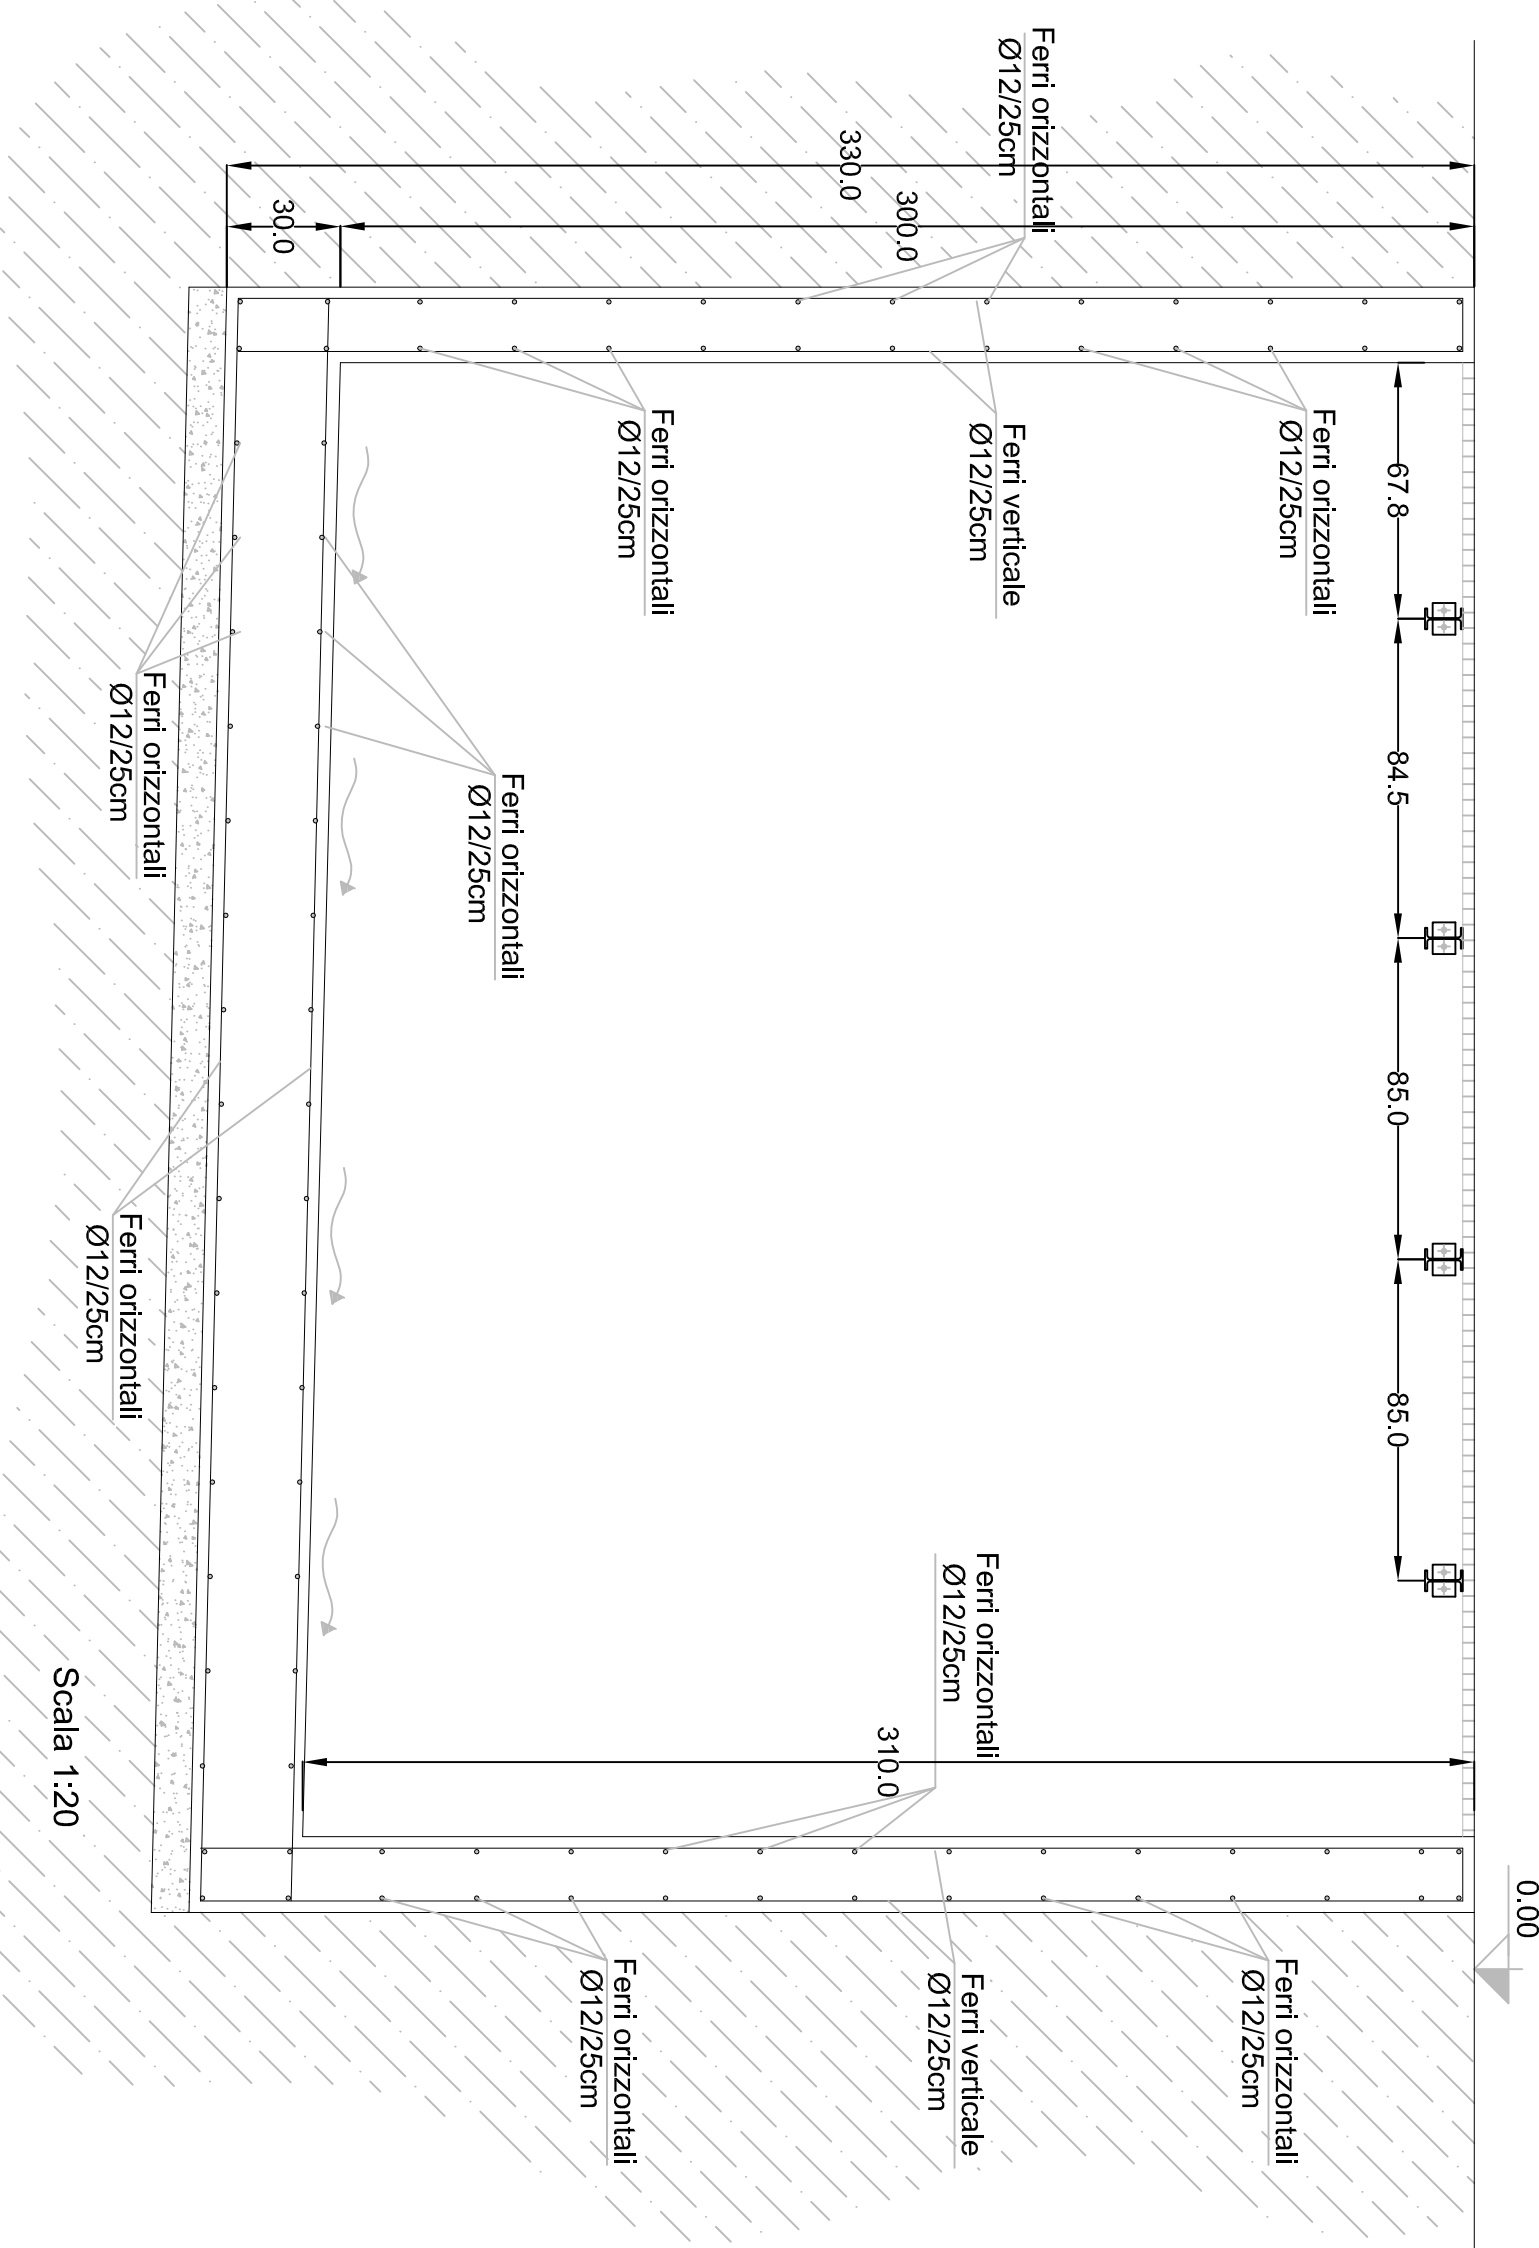 0.00
67.8
84.5
85.0
85.0
Ferri orizzontali
Ø12/25cm
Ferri orizzontali
Ø12/25cm
Ferri orizzontali
Ø12/25cm
Ferri verticale
Ø12/25cm
Ferri orizzontali
Ø12/25cm
Ferri verticale
Ø12/25cm
300.0
310.0
330.0
Ferri orizzontali
Ø12/25cm
Ferri orizzontali
Ø12/25cm
Ferri orizzontali
Ø12/25cm
30.0
Ferri orizzontali
Ø12/25cm
Ferri orizzontali
Ø12/25cm
Scala 1:20